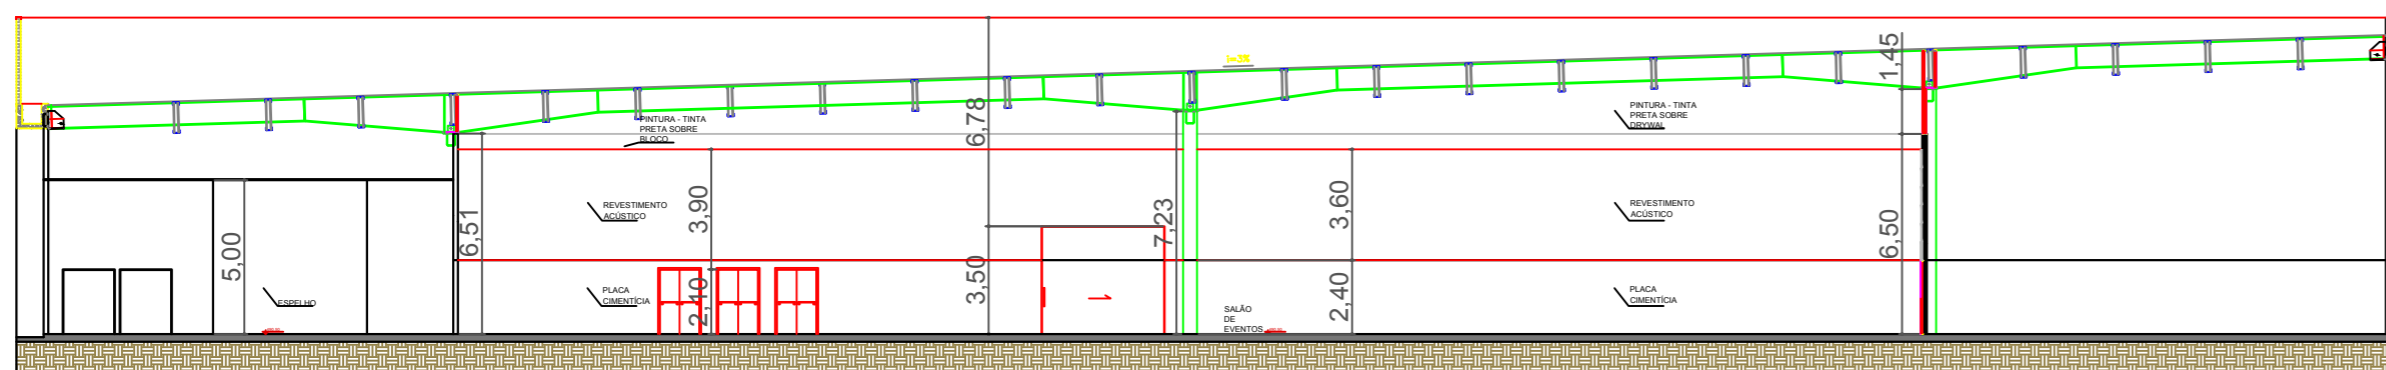 i=3%
1,45
PINTURA - TINTA
PRETA SOBRE
BLOCO
6,78
PINTURA - TINTA
PRETA SOBRE
DRYWAL
REVESTIMENTO
ACÚSTICO
3,90
3,60
REVESTIMENTO
ACÚSTICO
5,00
6,51
7,23
6,50
ESPELHO
PLACA
CIMENTÍCIA
2,10
3,50
SALÃO
DE
EVENTOS
2,40
PLACA
CIMENTÍCIA